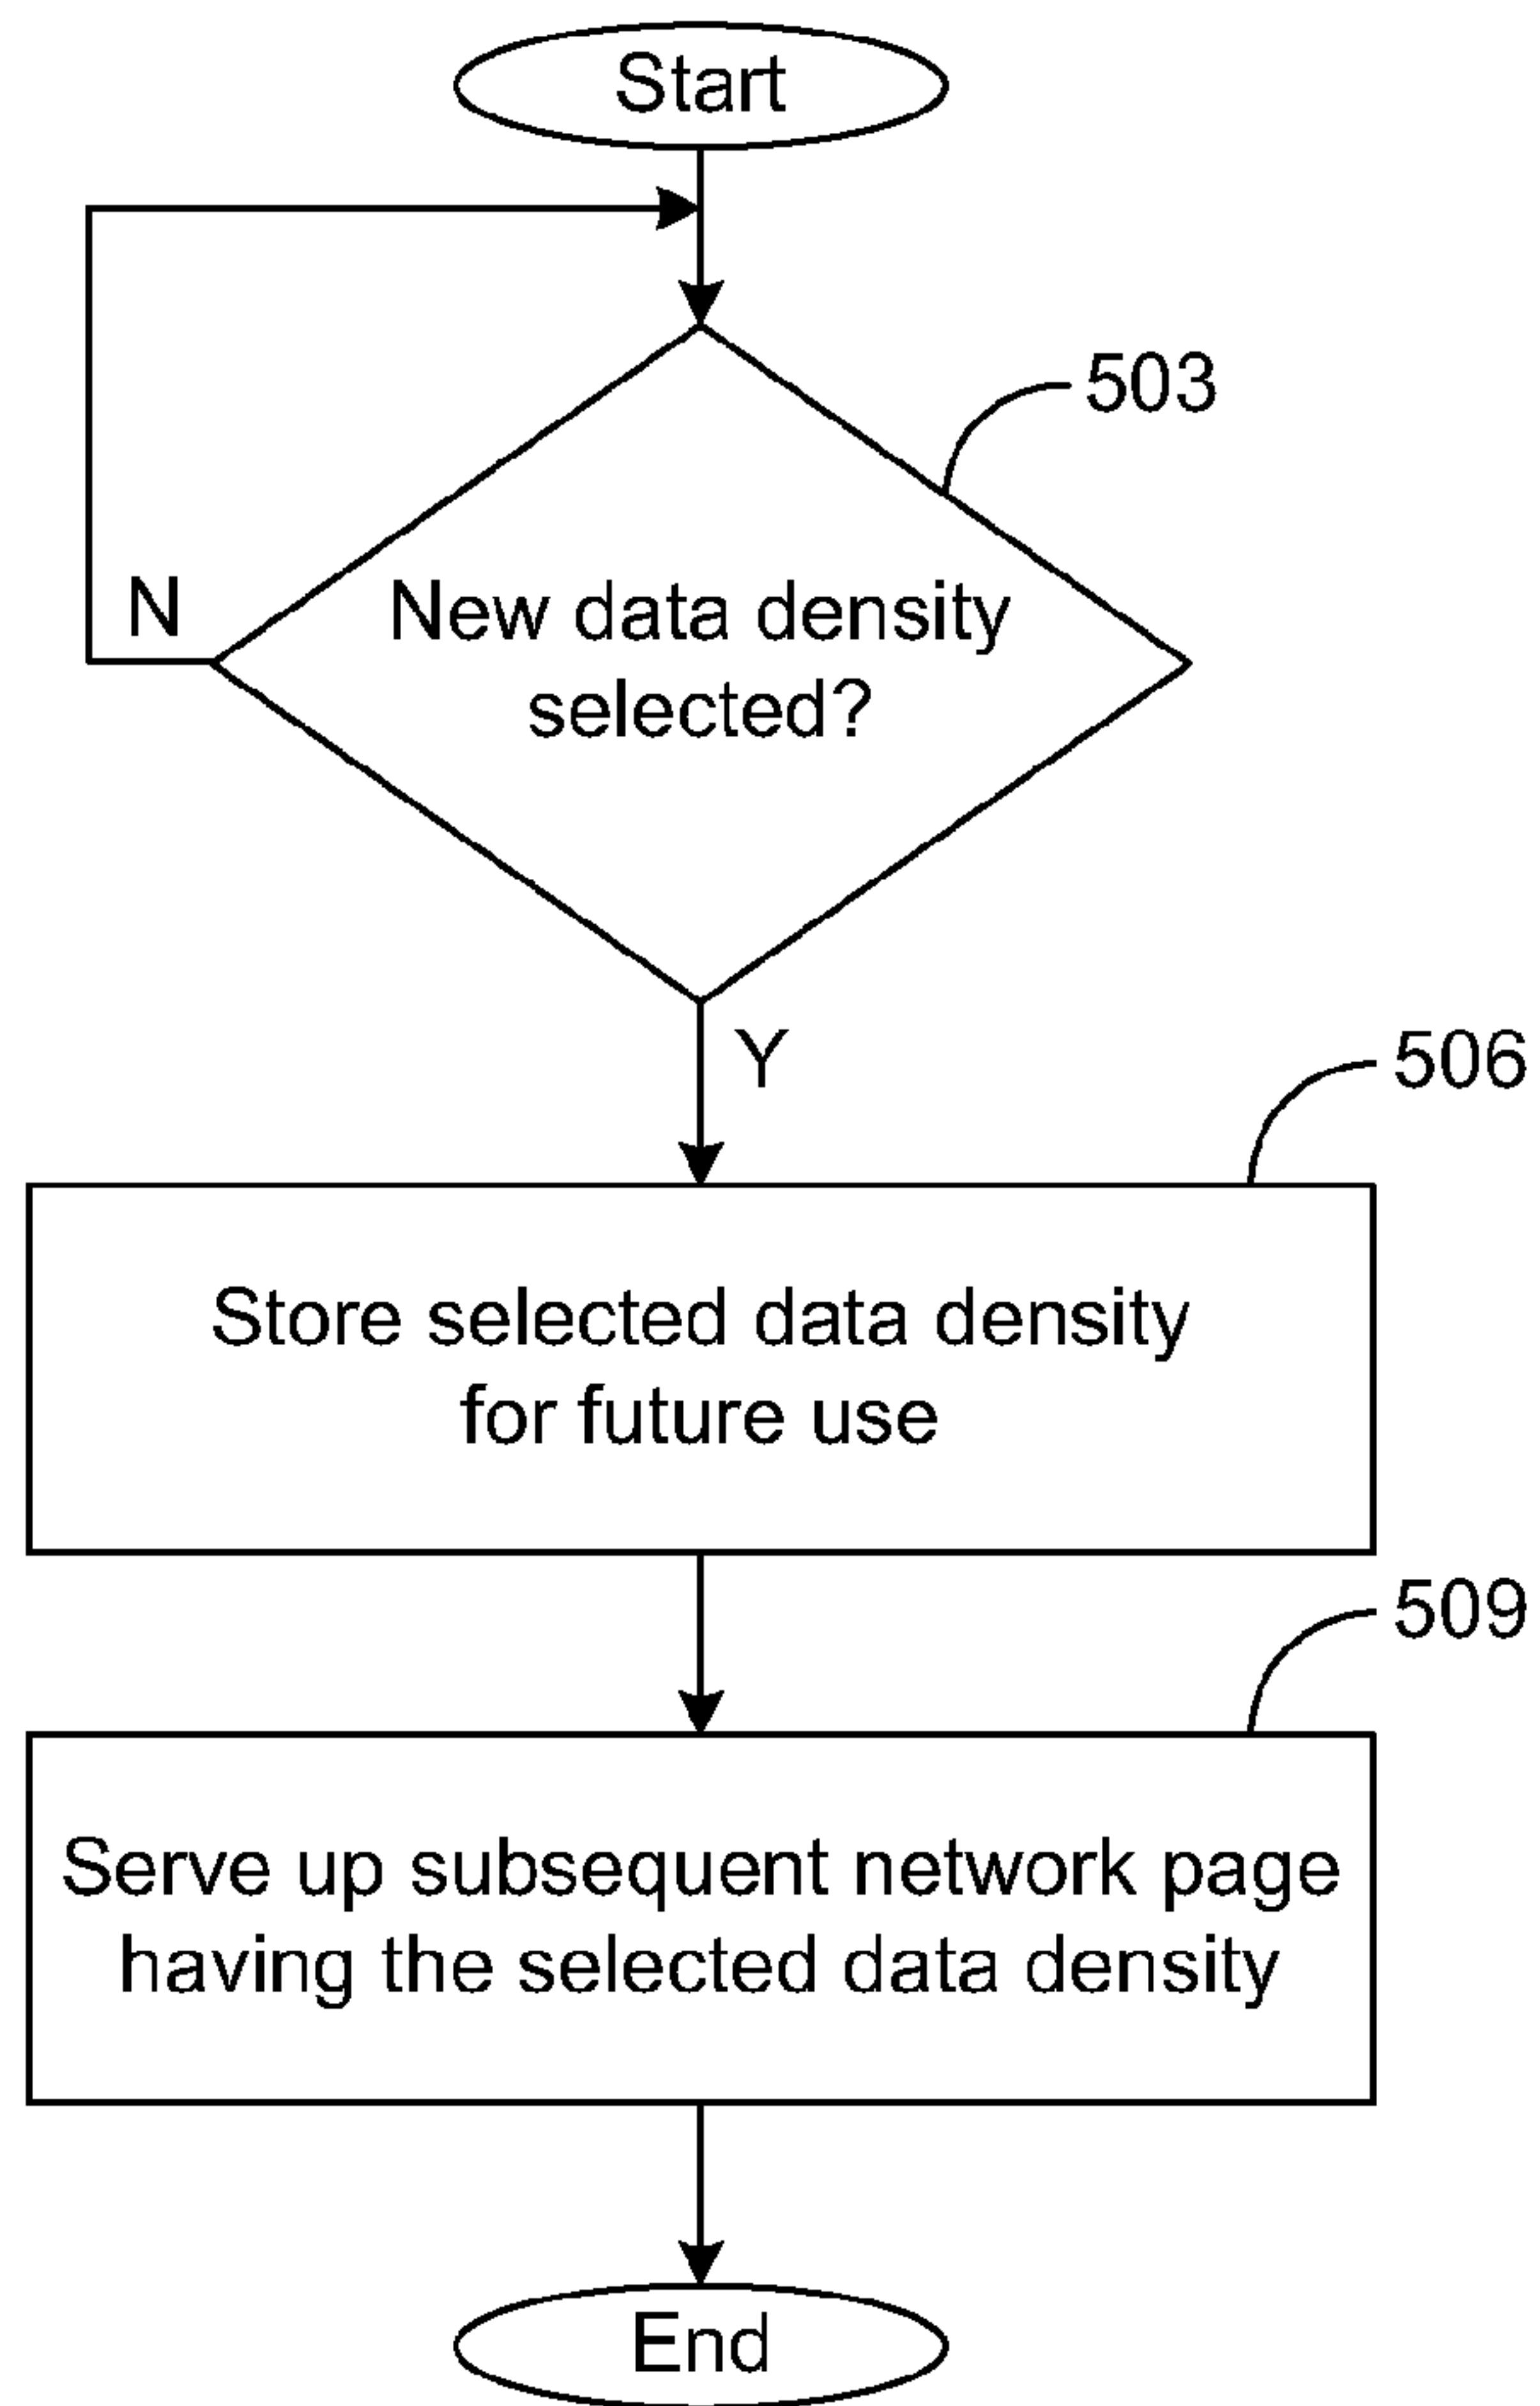 Start
503
N
New data density
selected?
Y
506
Store selected data density
for future use
509
Serve up subsequent network page
having the selected data density
End